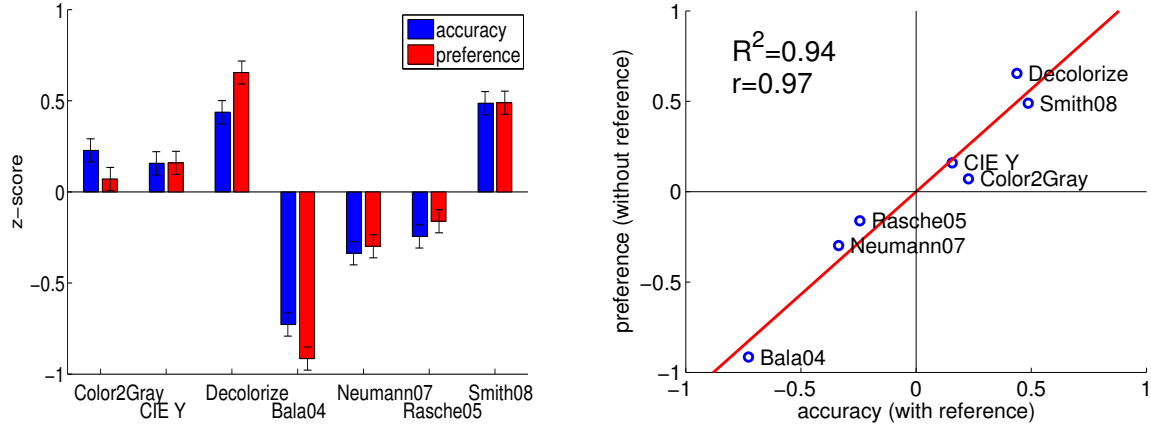 accuracy
preference
z-score
0.5
0
−0.5
−1
Color2Gray
CIE Y
Decolorize
Bala04
Neumann07
Rasche05
Smith08
R²=0.94
r=0.97
preference (without reference)
1
0.5
0
−0.5
−1
Decolorize
Smith08
CIE Y
Color2Gray
Rasche05
Neumann07
Bala04
−1
−0.5
0
0.5
1
accuracy (with reference)